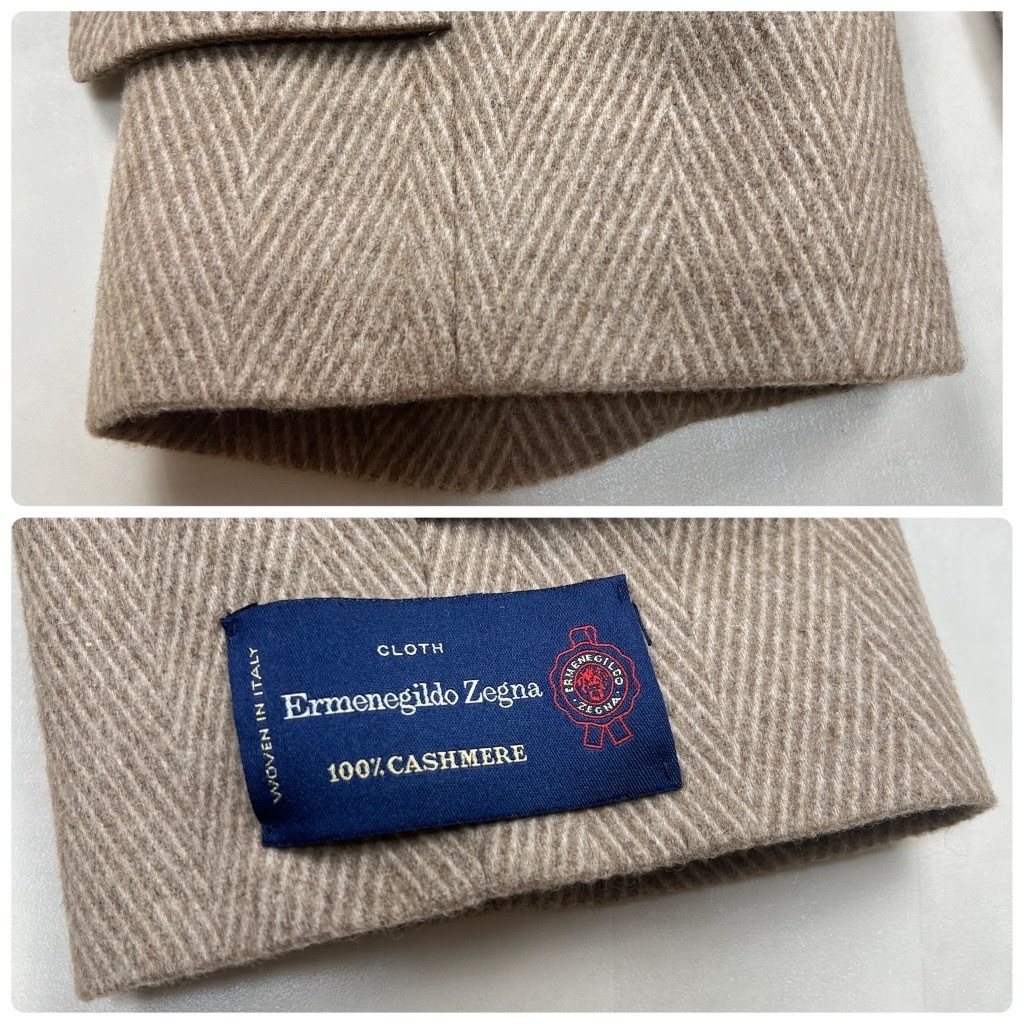 CLOTH
WOVEN IN ITALY
Ermenegildo Zegna
100% CASHMERE
ERMENEGILDO
ZEGNA